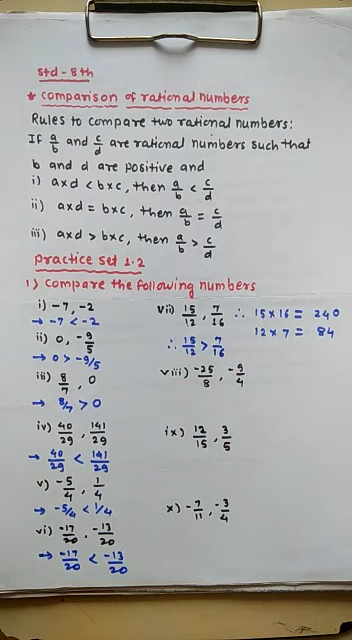 Std - 8th
* Comparison of rational numbers
Rules to compare two rational numbers:
If a/b and c/d are rational numbers such that
b and d are positive and
i) a×d < b×c, then a/b < c/d
ii) a×d = b×c, then a/b = c/d
iii) a×d > b×c, then a/b > c/d
Practice set 1.2
1) Compare the following numbers
i) -7, -2
→ -7 < -2
ii) 0, -9/5
→ 0 > -9/5
iii) 8/7, 0
→ 8/7 > 0
iv) 40/29, 141/29
→ 40/29 < 141/29
v) -5/4, 1/4
→ -5/4 < 1/4
vi) -17/20, -13/20
→ -17/20 < -13/20
vii) 15/12, 7/16 ∴ 15×16 = 240
12×7 = 84
∴ 15/12 > 7/16
viii) -25/8, -9/4
ix) 12/15, 3/5
x) -7/11, -3/4